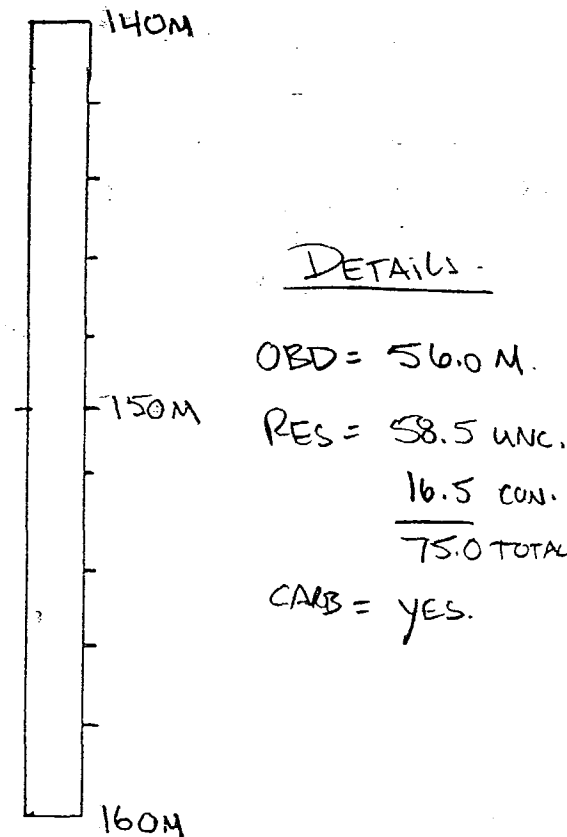 140M
DETAILS.
OBD = 56.0 M.
150M
RES = 58.5 UNC.
16.5 CON.
75.0 TOTAL
CARB = YES.
160M